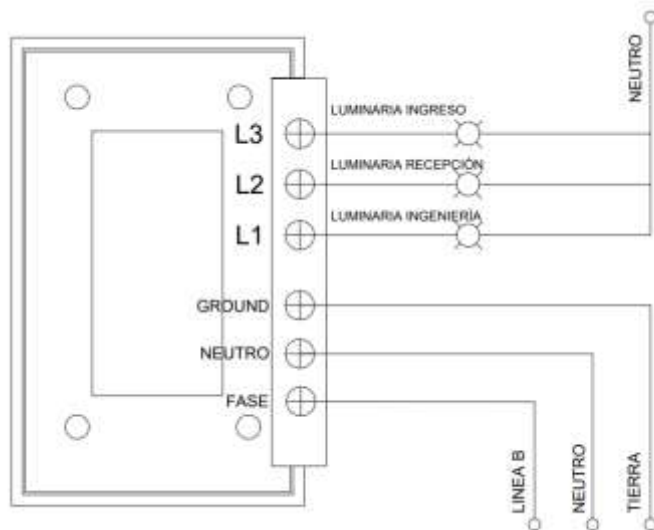 NEUTRO
LUMINARIA INGRESO
L3
LUMINARIA RECEPCIÓN
L2
LUMINARIA INGENIERÍA
L1
GROUND
NEUTRO
FASE
LINEA B
NEUTRO
TIERRA